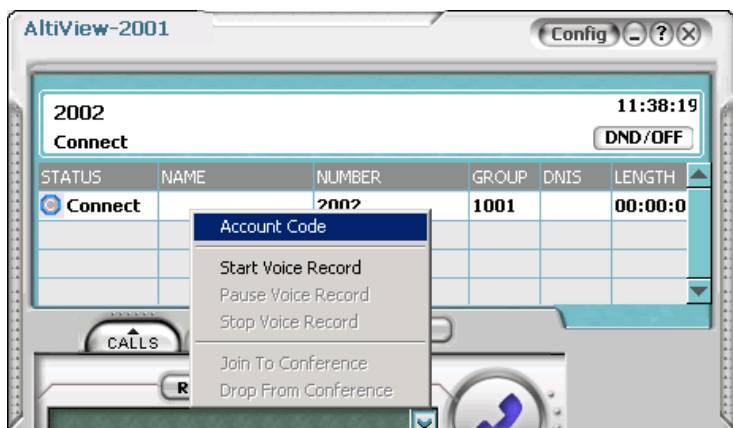 AltiView-2001 Config ?
2002 11:38:19
Connect DND/OFF
STATUS NAME NUMBER GROUP DNIS LENGTH
Connect 2002 1001 00:00:0
Account Code
Start Voice Record
Pause Voice Record
Stop Voice Record
Join To Conference
Drop From Conference
CALLS
R